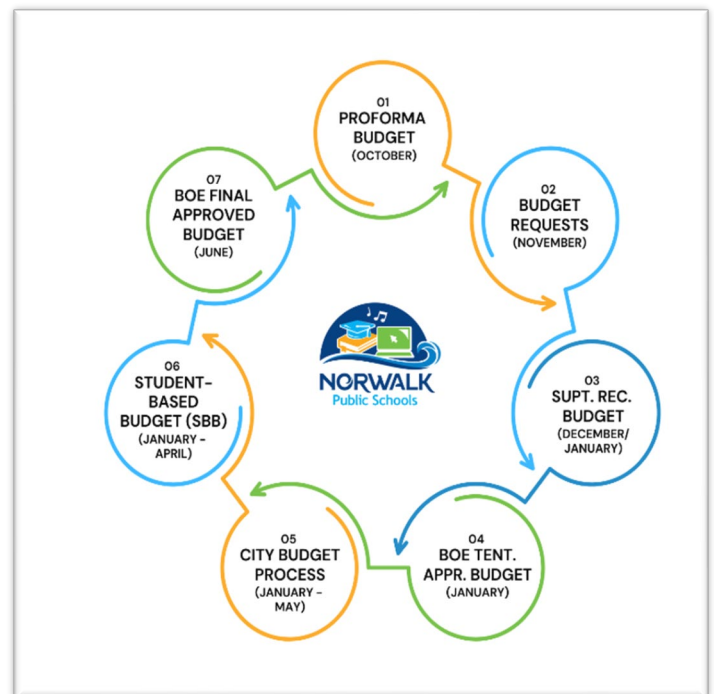 01
PROFORMA
BUDGET
(OCTOBER)
02
BUDGET
REQUESTS
(NOVEMBER)
03
SUPT. REC.
BUDGET
(DECEMBER/
JANUARY)
04
BOE TENT.
APPR. BUDGET
(JANUARY)
05
CITY BUDGET
PROCESS
(JANUARY –
MAY)
06
STUDENT-
BASED
BUDGET (SBB)
(JANUARY –
APRIL)
07
BOE FINAL
APPROVED
BUDGET
(JUNE)
NORWALK
Public Schools